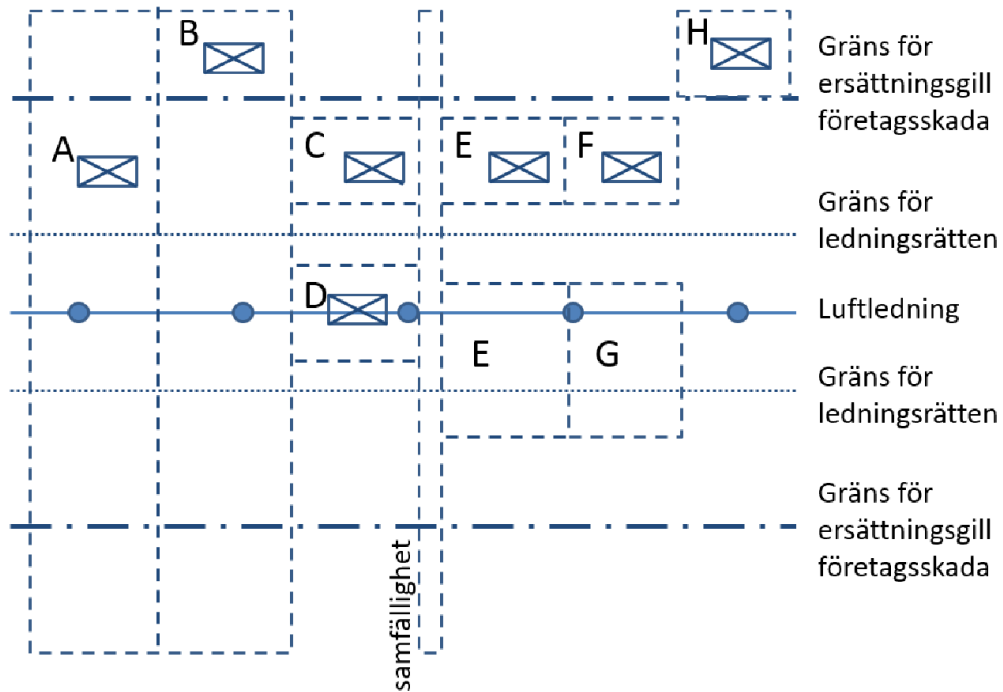 B
H
Gräns för
ersättningsgill
företagsskada
A
C
E
F
Gräns för
ledningsrätten
D
Luftledning
E
G
Gräns för
ledningsrätten
Gräns för
ersättningsgill
företagsskada
samfällighet